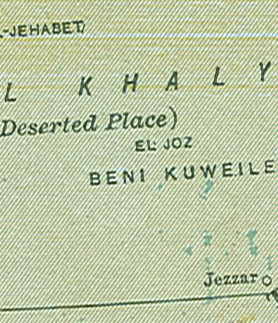 -JEHABET)
L KHALY
Deserted Place)
EL JOZ
BENI KUWEILE
Jezzar